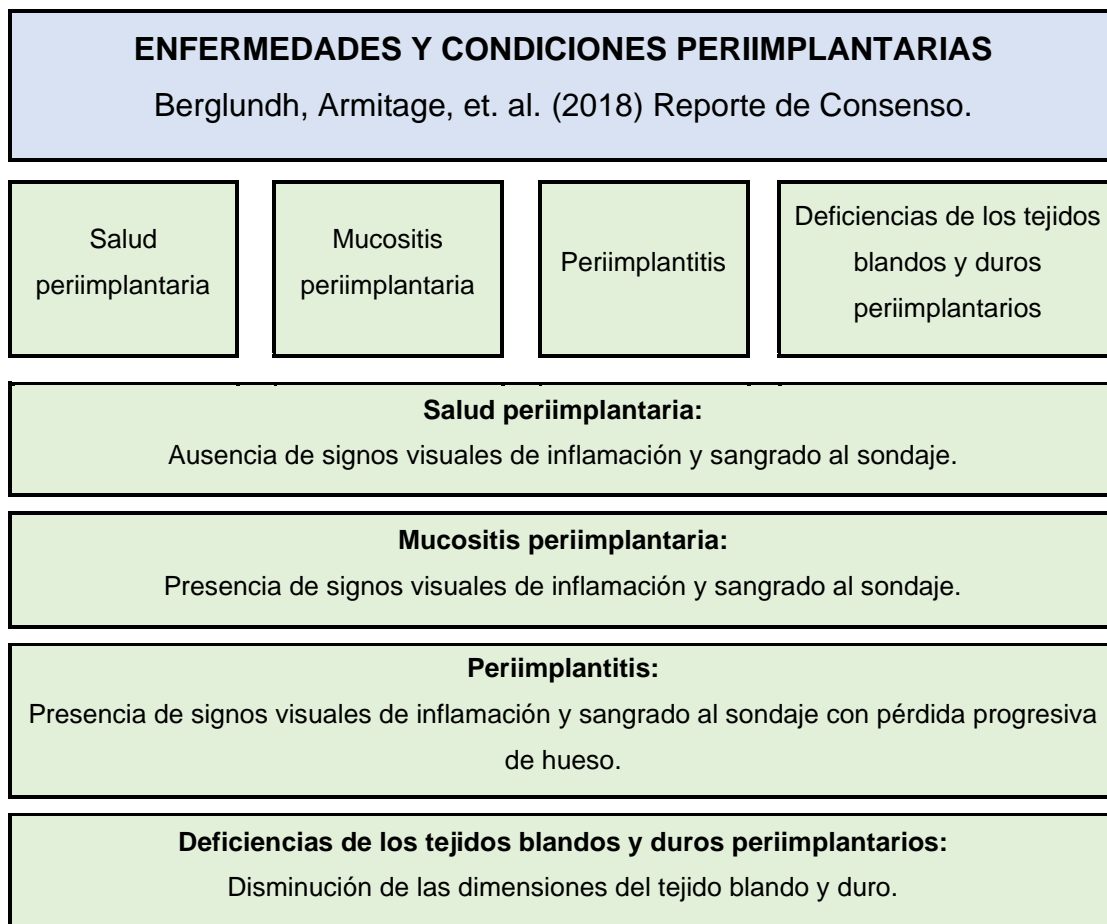 ENFERMEDADES Y CONDICIONES PERIIMPLANTARIAS
Berglundh, Armitage, et. al. (2018) Reporte de Consenso.
Salud
periimplantaria
Mucositis
periimplantaria
Periimplantitis
Deficiencias de los tejidos
blandos y duros
periimplantarios
Salud periimplantaria:
Ausencia de signos visuales de inflamación y sangrado al sondaje.
Mucositis periimplantaria:
Presencia de signos visuales de inflamación y sangrado al sondaje.
Periimplantitis:
Presencia de signos visuales de inflamación y sangrado al sondaje con pérdida progresiva
de hueso.
Deficiencias de los tejidos blandos y duros periimplantarios:
Disminución de las dimensiones del tejido blando y duro.